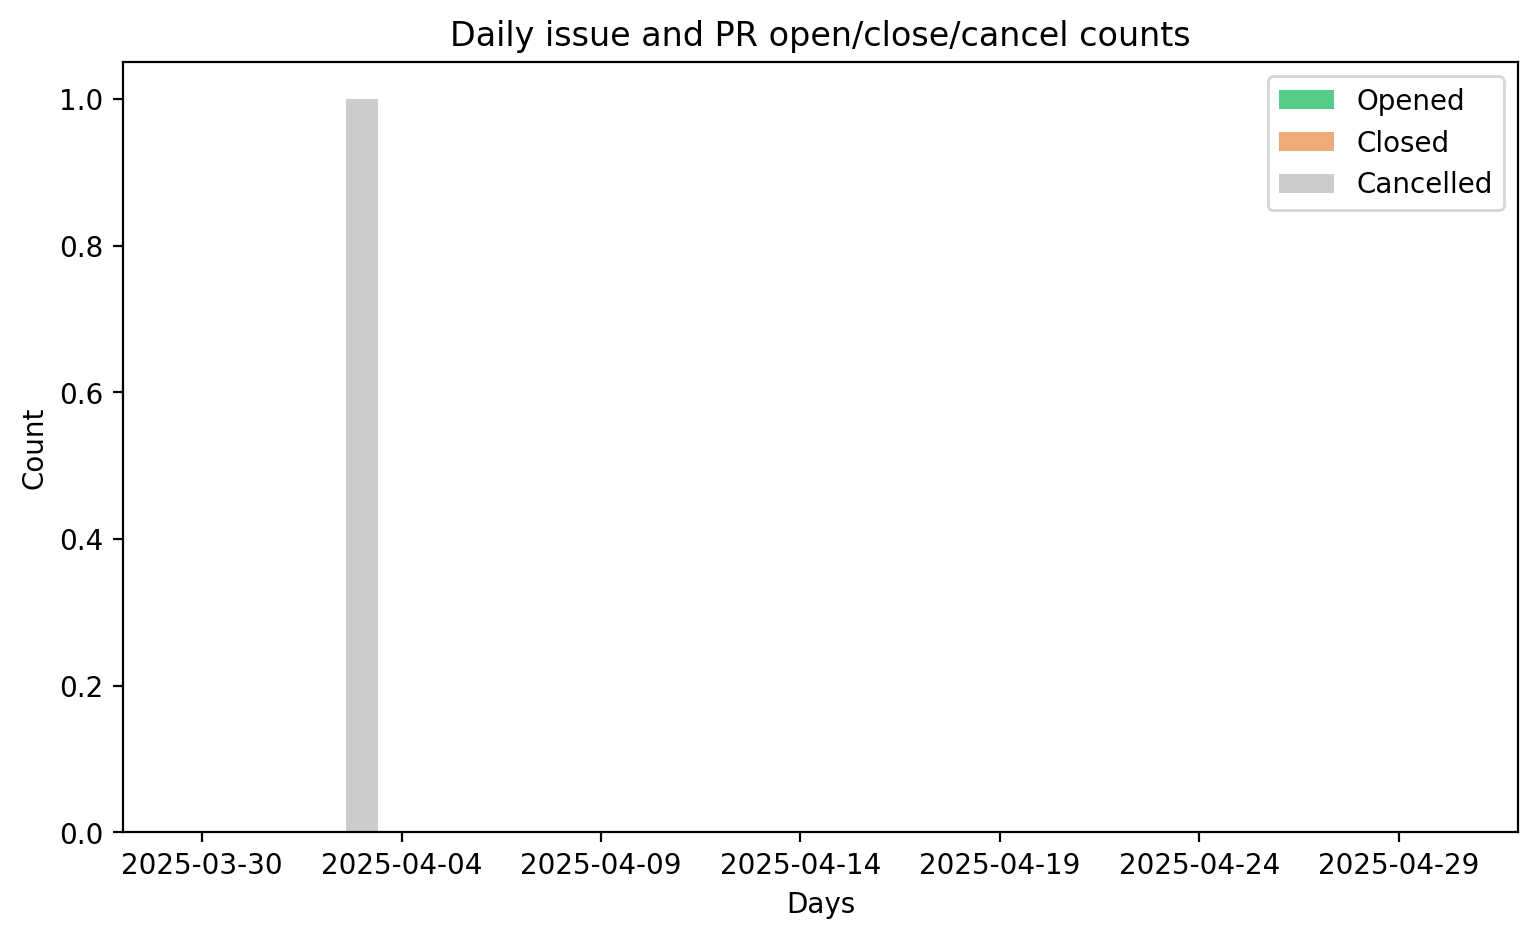 Daily issue and PR open/close/cancel counts
Opened
Closed
Cancelled
1.0
0.8
0.6
0.4
0.2
0.0
Count
2025-03-30 2025-04-04 2025-04-09 2025-04-14 2025-04-19 2025-04-24 2025-04-29
Days